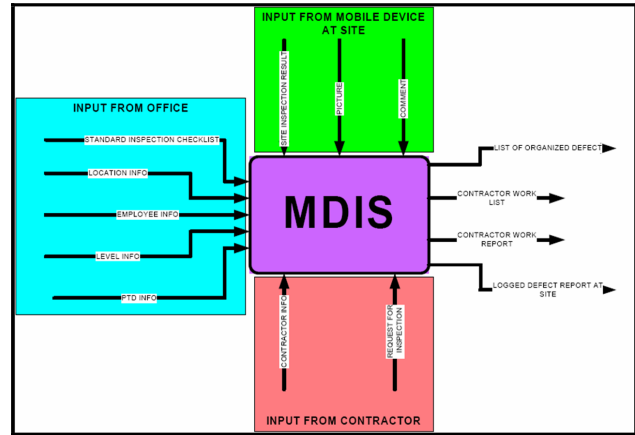 INPUT FROM MOBILE DEVICE
AT SITE
SITE INSPECTION RESULT
PICTURE
COMMENT
INPUT FROM OFFICE
STANDARD INSPECTION CHECKLIST
LOCATION INFO
EMPLOYEE INFO
LEVEL INFO
PTD INFO
MDIS
LIST OF ORGANIZED DEFECT
CONTRACTOR WORK
LIST
CONTRACTOR WORK
REPORT
LOGGED DEFECT REPORT AT
SITE
CONTRACTOR INFO
REQUEST FOR
INSPECTION
INPUT FROM CONTRACTOR